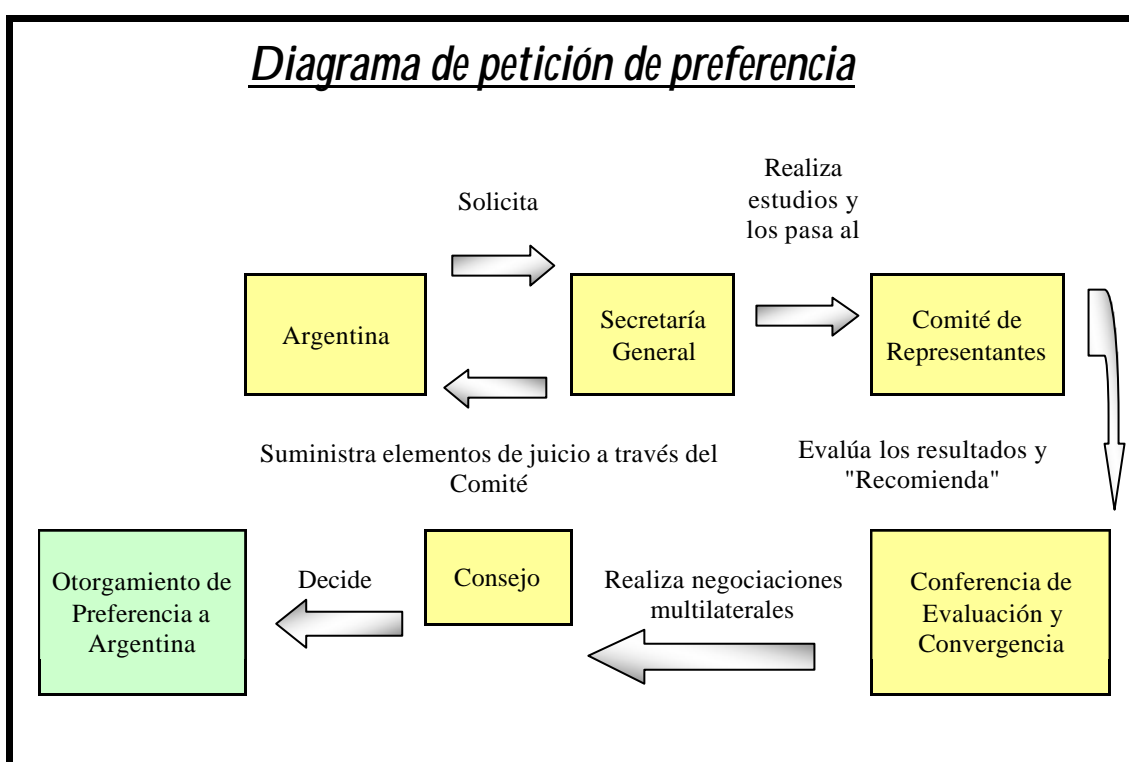 Diagrama de petición de preferencia
Solicita
Realiza
estudios y
los pasa al
Argentina
Secretaría
General
Comité de
Representantes
Suministra elementos de juicio a través del
Comité
Evalúa los resultados y
"Recomienda"
Otorgamiento de
Preferencia a
Argentina
Decide
Consejo
Realiza negociaciones
multilaterales
Conferencia de
Evaluación y
Convergencia